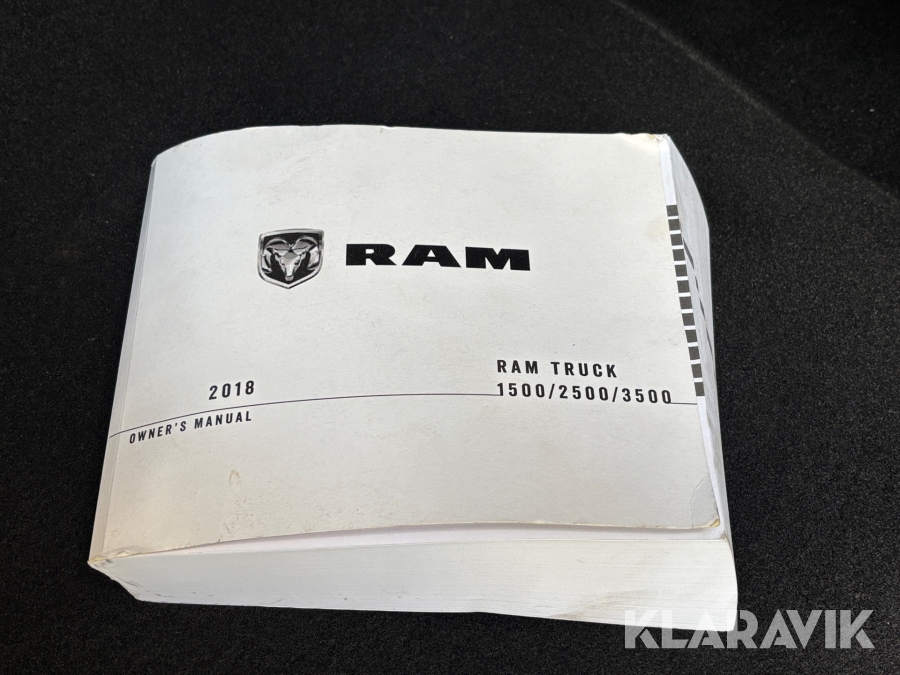 RAM
RAM TRUCK
2018
1500/2500/3500
OWNER'S MANUAL
KLARAVIK